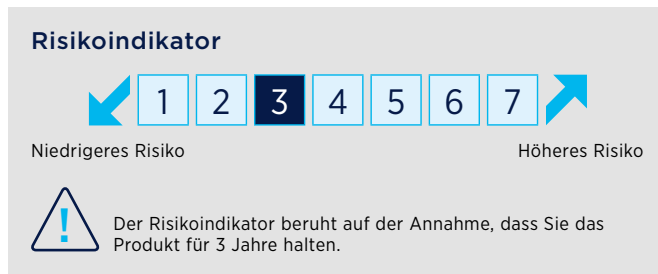 Risikoindikator
1 2 3 4 5 6 7
Niedrigeres Risiko
Höheres Risiko
!
Der Risikoindikator beruht auf der Annahme, dass Sie das
Produkt für 3 Jahre halten.